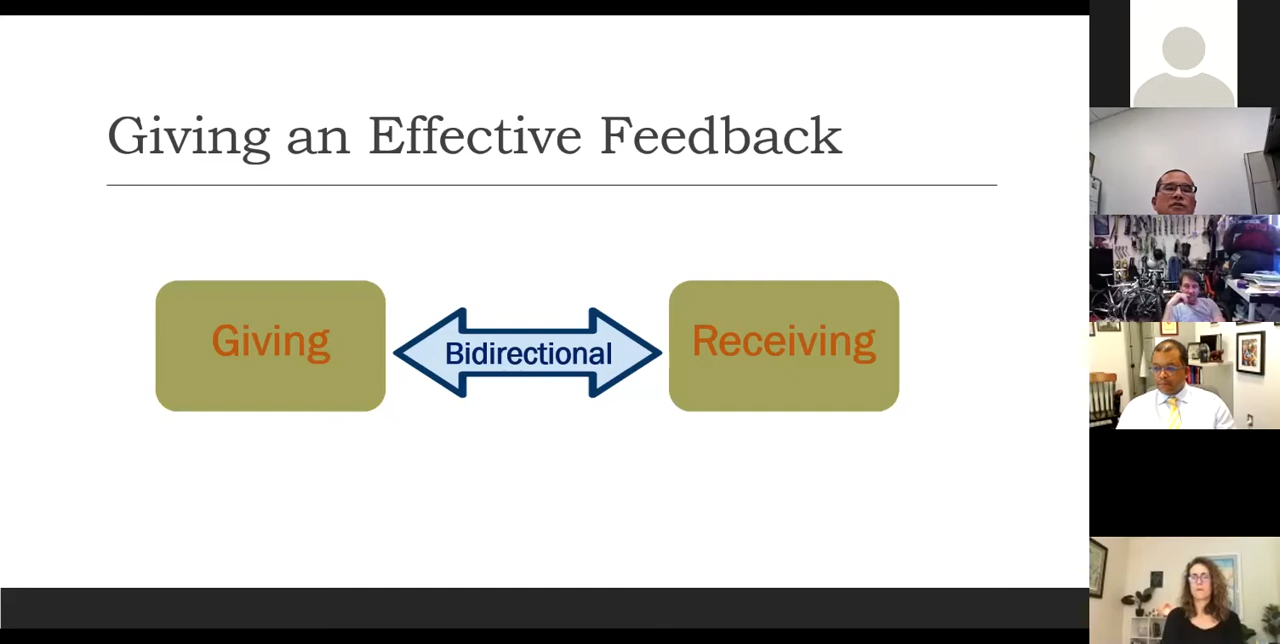 Giving an Effective Feedback
Giving
Bidirectional
Receiving